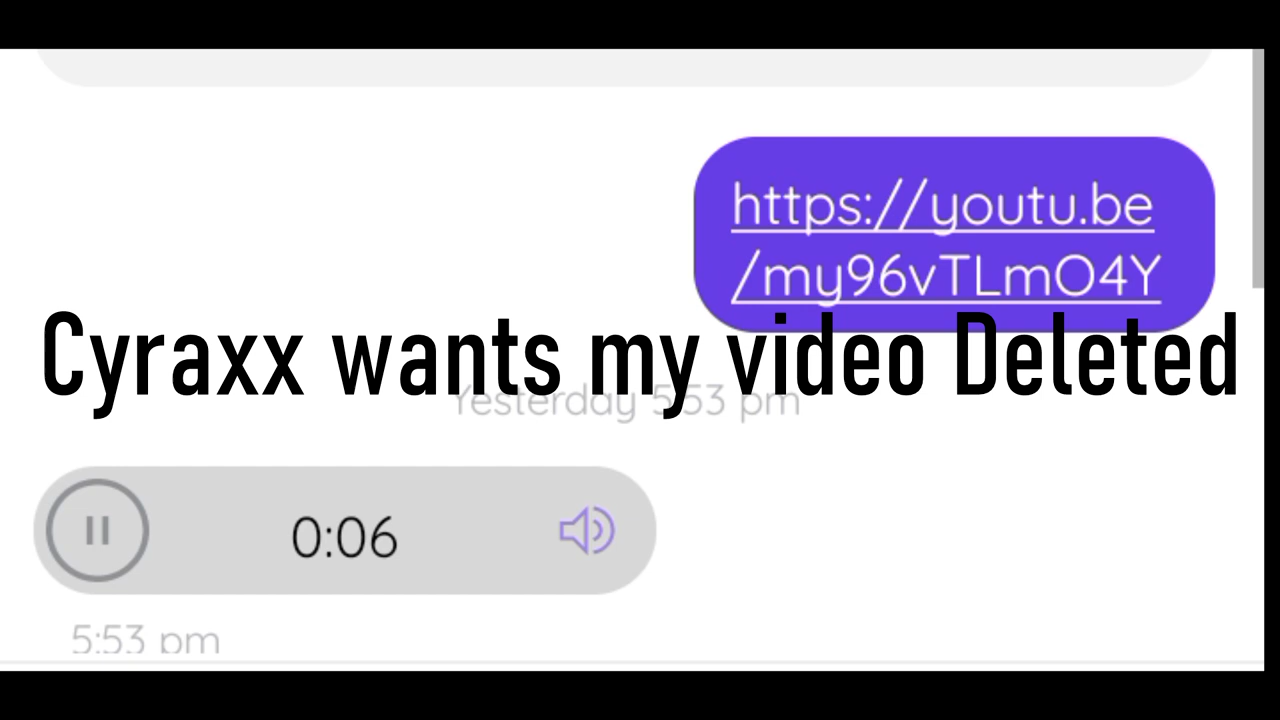 https://youtu.be
/my96vTLmO4Y
Cyraxx wants my video Deleted
Yesterday 5:53 pm
0:06
5:53 pm